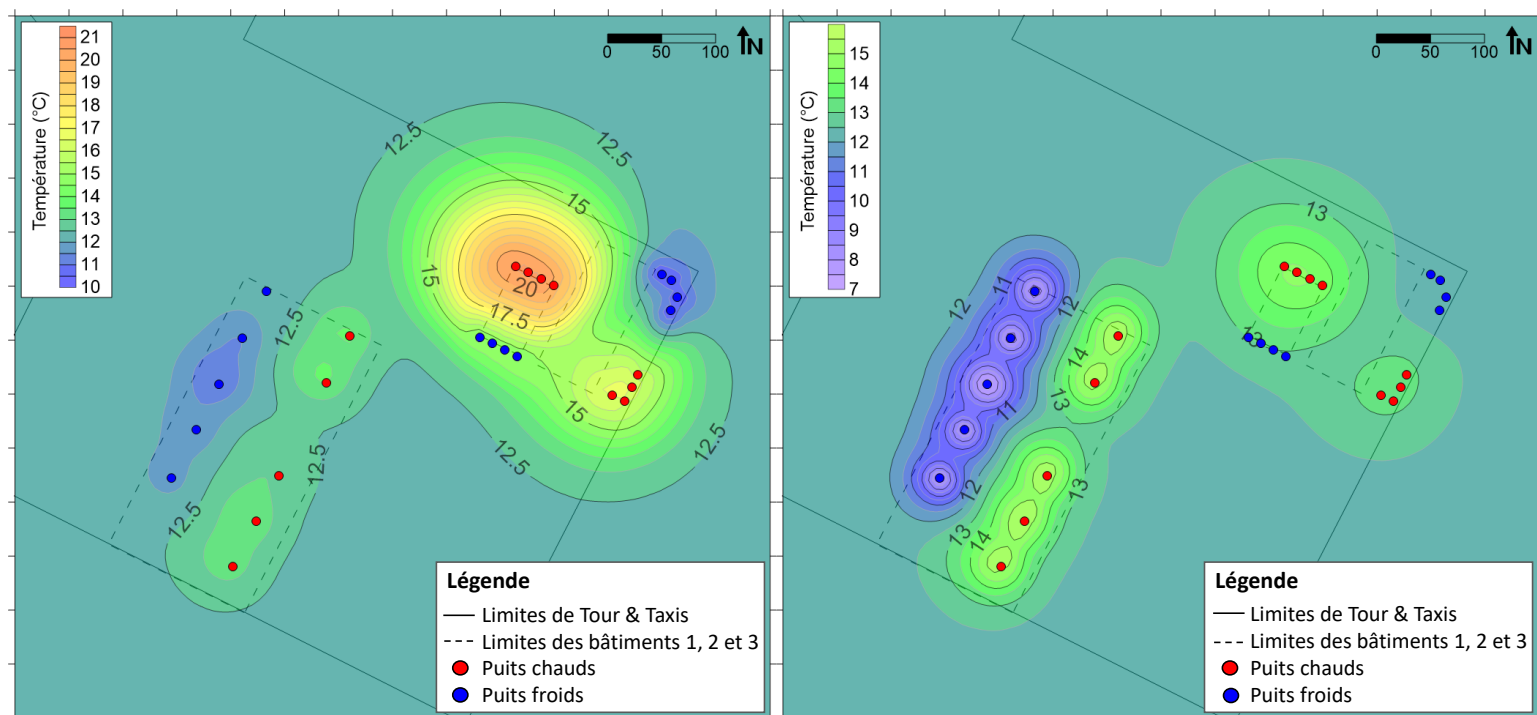 Température (°C)
21
20
19
18
17
16
15
14
13
12
11
10
0 50 100
N
12.5
12.5
15
15
20
17.5
15
12.5
12.5
12.5
12.5
12.5
Légende
Limites de Tour & Taxis
Limites des bâtiments 1, 2 et 3
Puits chauds
Puits froids
Température (°C)
15
14
13
12
11
10
9
8
7
0 50 100
N
13
12
11
12
14
13
11
13
12
13
13
14
Légende
Limites de Tour & Taxis
Limites des bâtiments 1, 2 et 3
Puits chauds
Puits froids